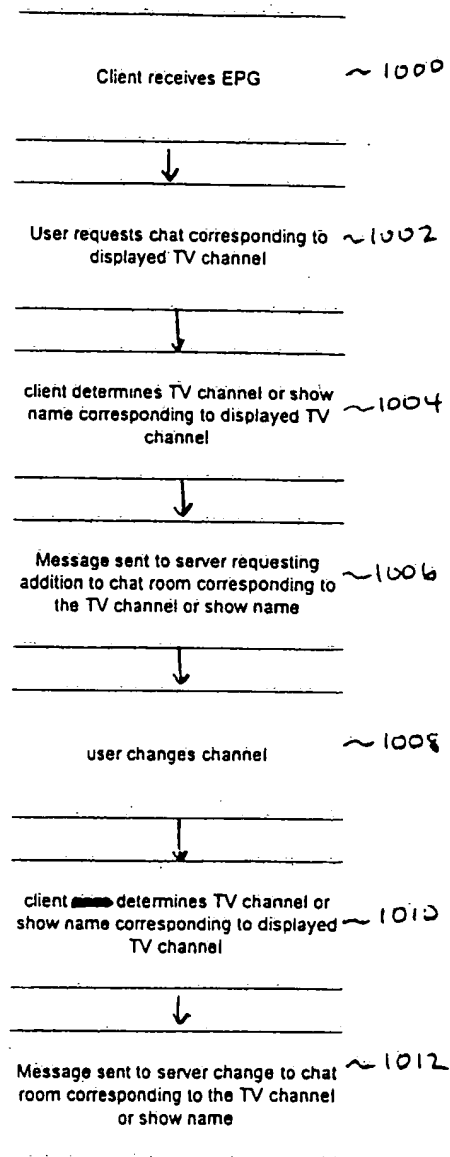 Client receives EPG ~ 1000
User requests chat corresponding to ~1002
displayed TV channel
client determines TV channel or show
name corresponding to displayed TV ~1004
channel
Message sent to server requesting
addition to chat room corresponding to ~1006
the TV channel or show name
user changes channel ~ 1008
client determines TV channel or
show name corresponding to displayed ~ 1010
TV channel
Message sent to server change to chat ~1012
room corresponding to the TV channel
or show name